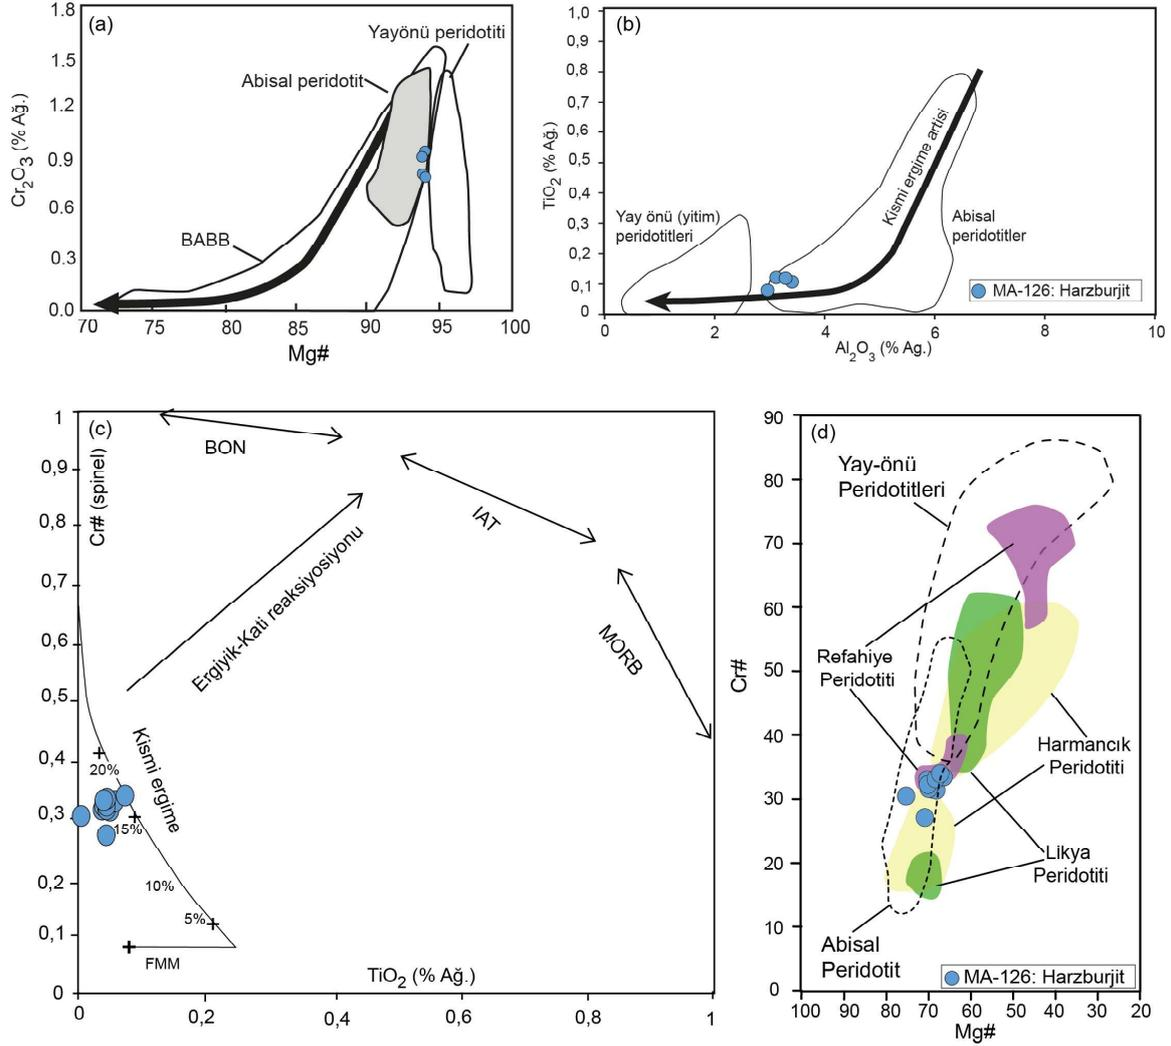 (a)
Yayönü peridotiti
Abisal peridotit
BABB
Cr2O3 (% Ağ.)
1.8
1.5
1.2
0.9
0.6
0.3
0.0
70 75 80 85 90 95 100
Mg#
(b)
TiO2 (% Ağ.)
1,0
0,9
0,8
0,7
0,6
0,5
0,4
0,3
0,2
0,1
0
Kismi ergime artisi
Yay önü (yitim)
peridotitleri
Abisal
peridotitler
MA-126: Harzburjit
0 2 4 6 8 10
Al2O3 (% Ag.)
(c)
Cr# (spinel)
1
0,9
0,8
0,7
0,6
0,5
0,4
0,3
0,2
0,1
0
BON
IAT
MORB
Ergiyik-Kati reaksiyosiyonu
Kismi ergime
20%
15%
10%
5%
FMM
TiO2 (% Ağ.)
0 0,2 0,4 0,6 0,8 1
(d)
Cr#
90
80
70
60
50
40
30
20
10
0
Yay-önü
Peridotitleri
Refahiye
Peridotiti
Harmancık
Peridotiti
Likya
Peridotiti
Abisal
Peridotit
MA-126: Harzburjit
100 90 80 70 60 50 40 30 20
Mg#